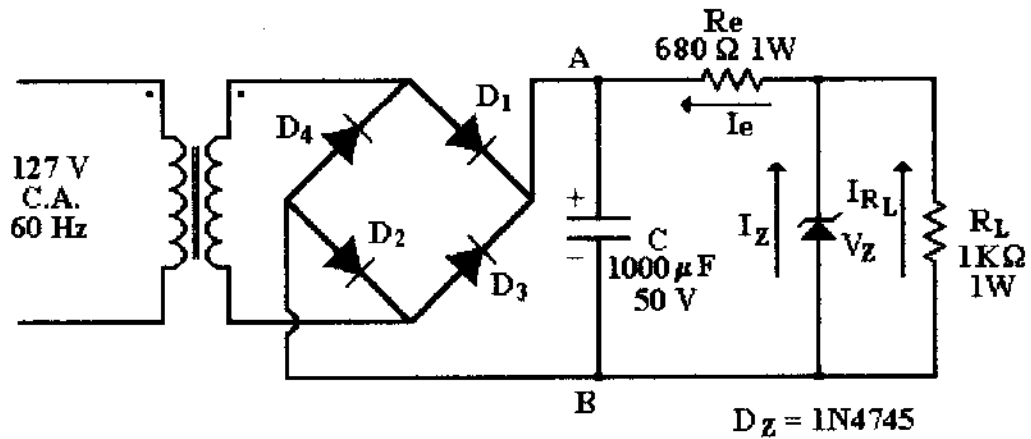 Re
680 Ω 1W
A
Ie
D1
D4
127 V
C.A.
60 Hz
D2
D3
+
−
C
1000 μF
50 V
IZ
VZ
IRL
RL
1KΩ
1W
B
DZ = 1N4745